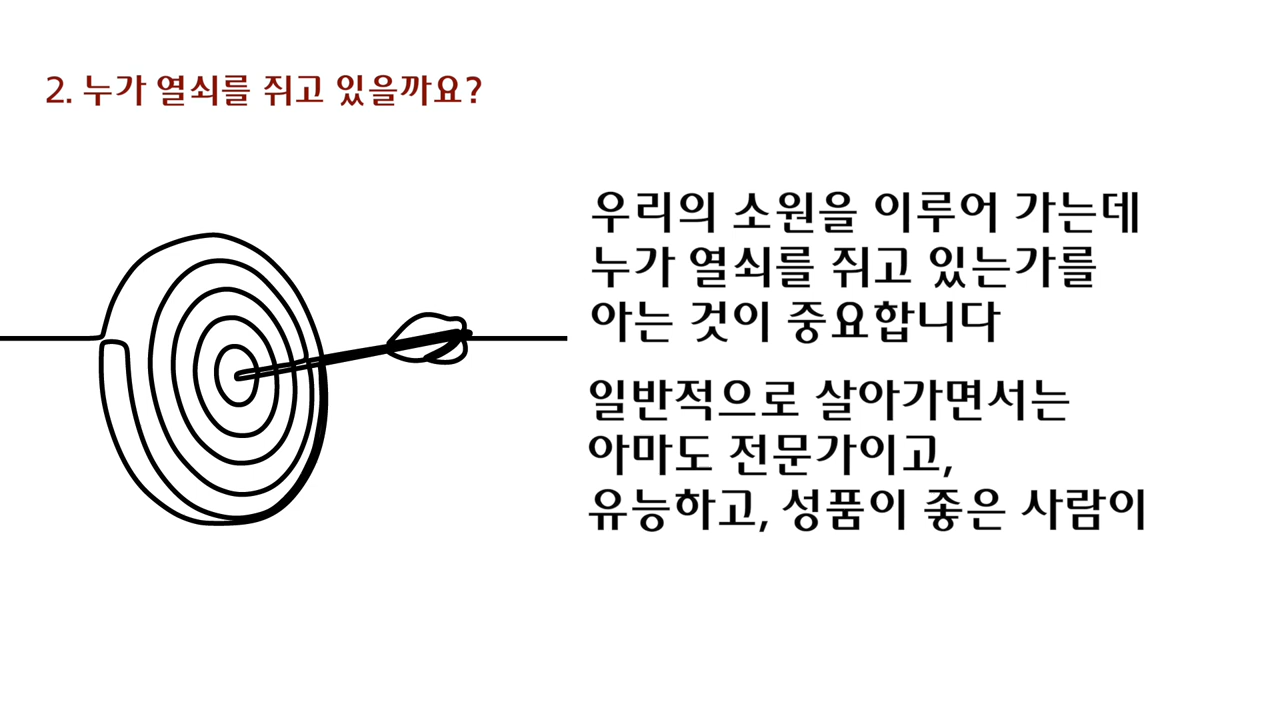 2. 누가 열쇠를 쥐고 있을까요?
우리의 소원을 이루어 가는데
누가 열쇠를 쥐고 있는가를
아는 것이 중요합니다
일반적으로 살아가면서는
아마도 전문가이고,
유능하고, 성품이 좋은 사람이